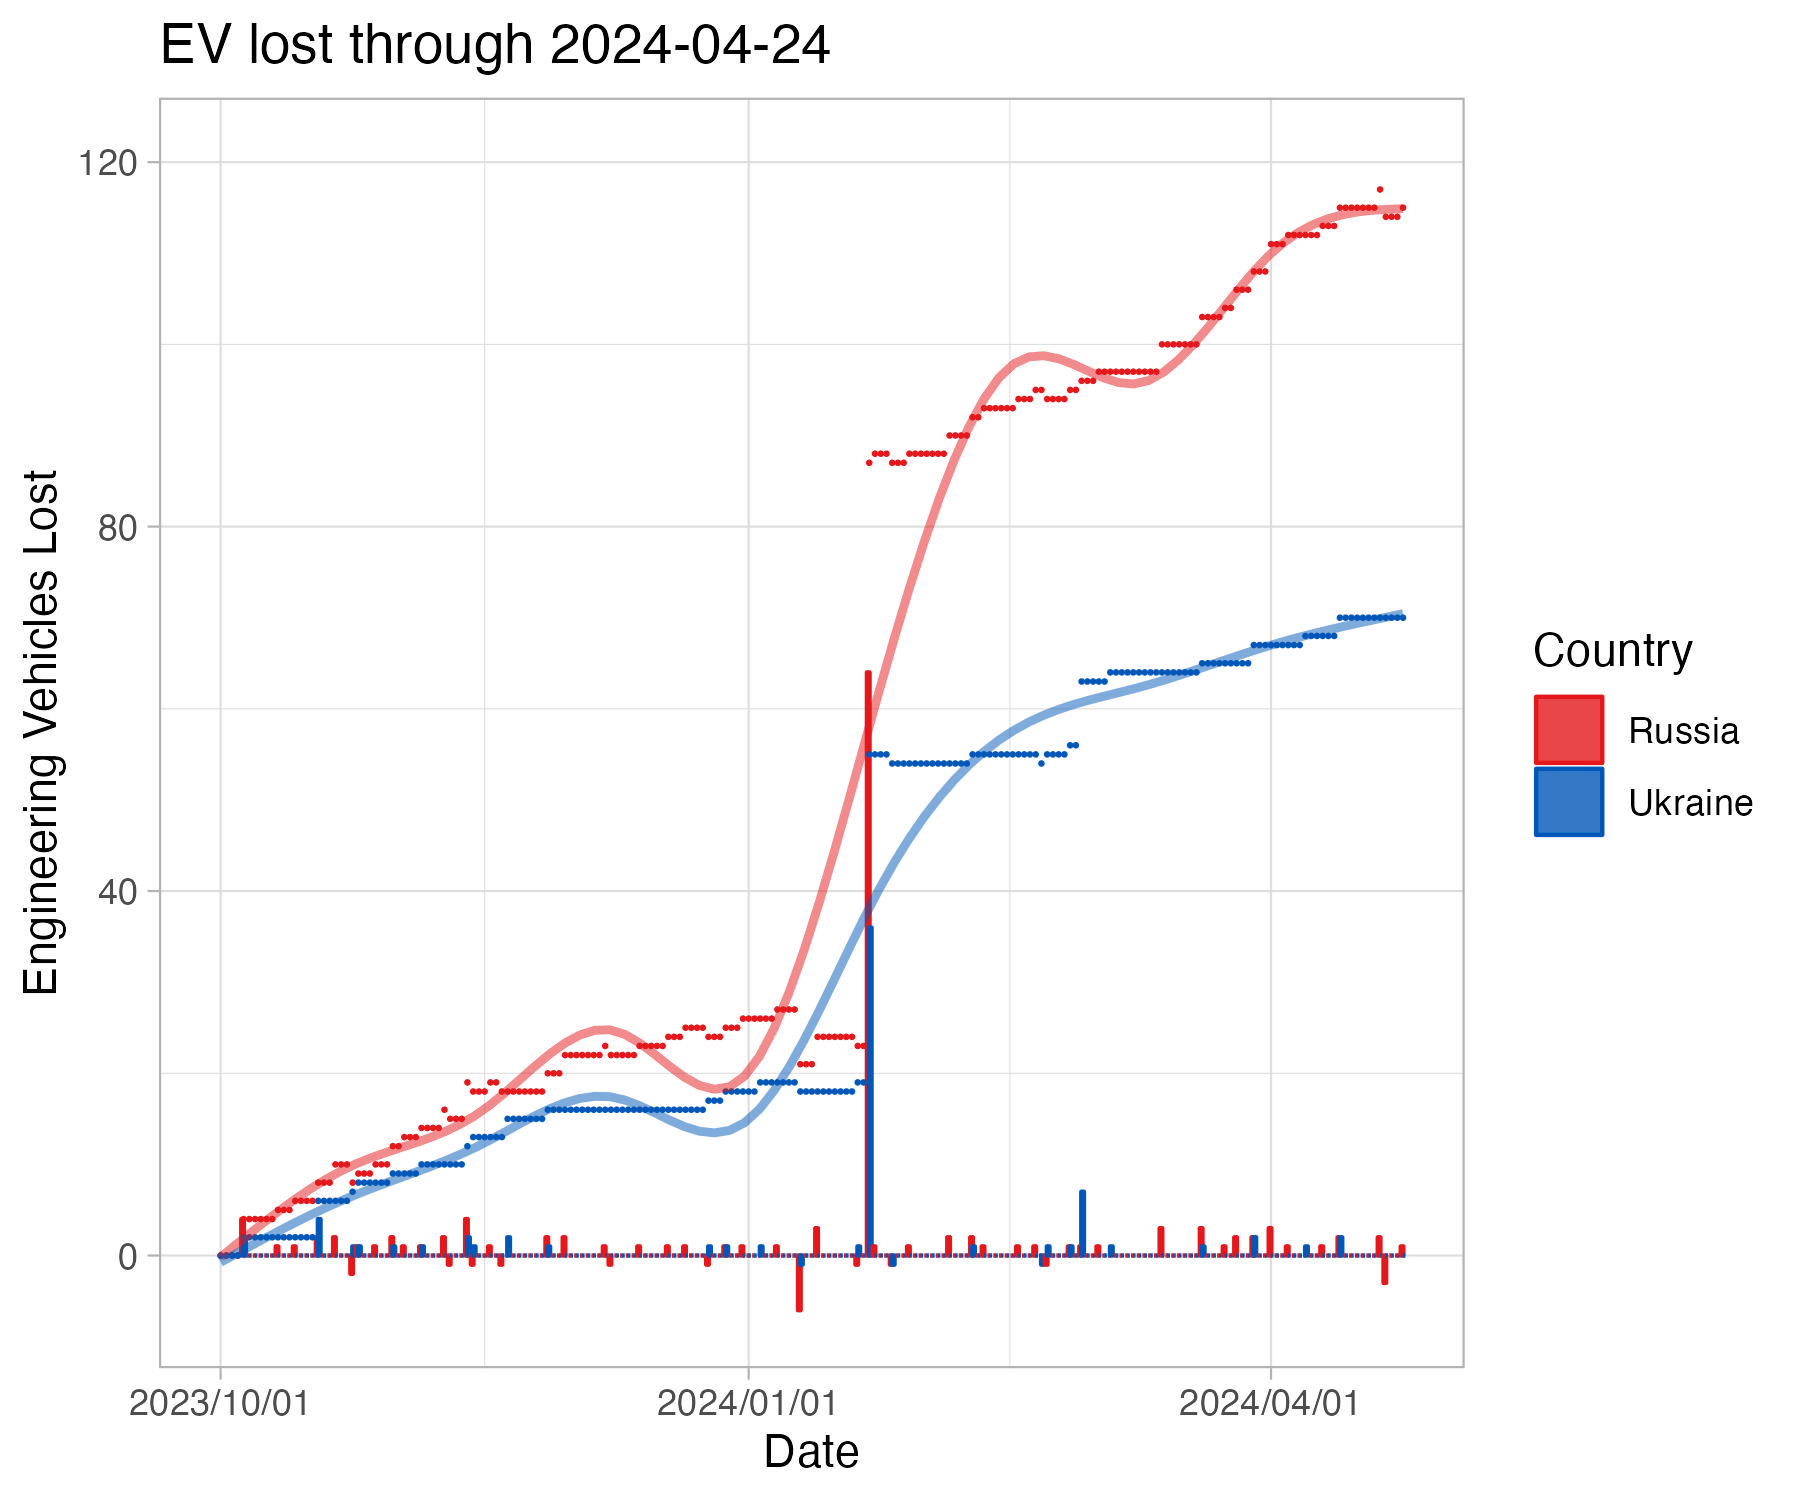 EV lost through 2024-04-24
Engineering Vehicles Lost
120
80
40
0
2023/10/01
2024/01/01
2024/04/01
Date
Country
Russia
Ukraine